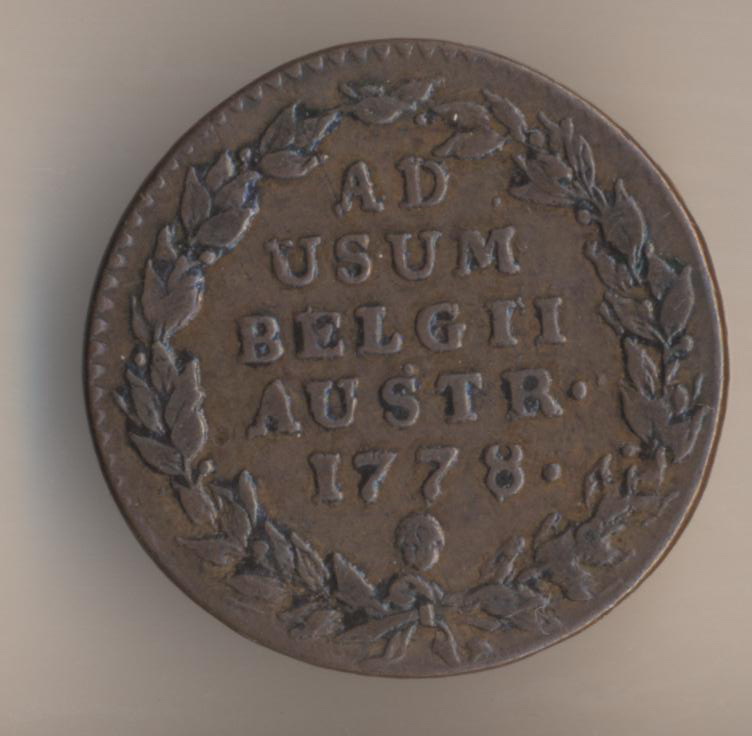 AD
USUM
BELGII
AUSTR·
1778·